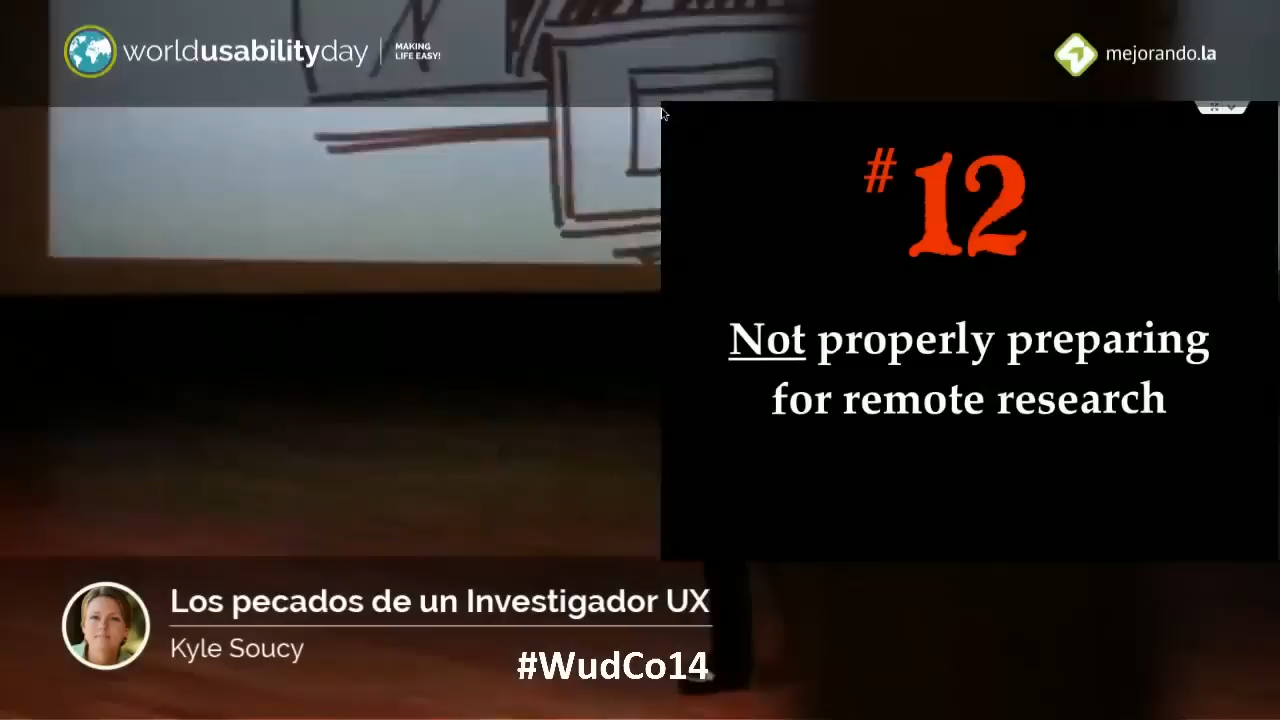 worldusabilityday
MAKING
LIFE EASY!
mejorando.la
#12
Not properly preparing
for remote research
Los pecados de un Investigador UX
Kyle Soucy
#WudCo14